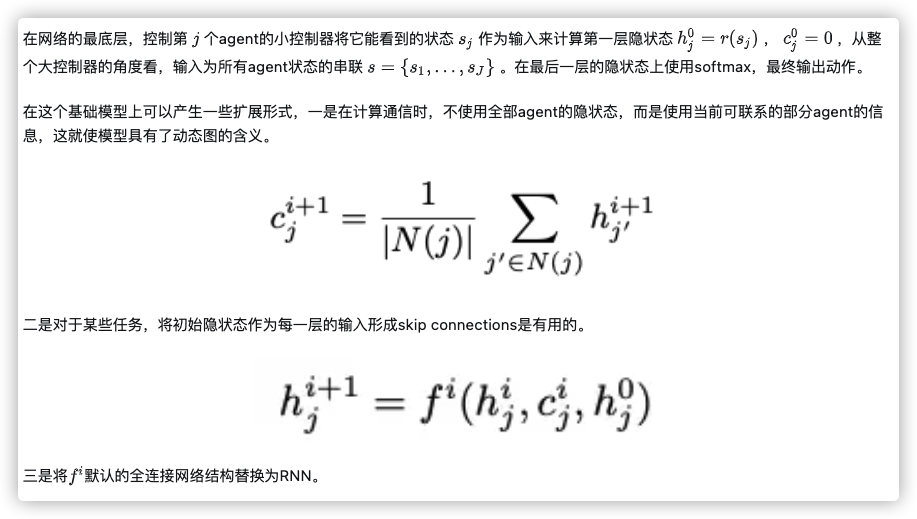 在网络的最底层，控制第 j 个agent的小控制器将它能看到的状态 s_j 作为输入来计算第一层隐状态 h_j^0 = r(s_j) ， c_j^0 = 0 ，从整
个大控制器的角度看，输入为所有agent状态的串联 s = {s_1, . . . , s_J} 。在最后一层的隐状态上使用softmax，最终输出动作。
在这个基础模型上可以产生一些扩展形式，一是在计算通信时，不使用全部agent的隐状态，而是使用当前可联系的部分agent的信
息，这就使模型具有了动态图的含义。
c_j^{i+1} = \frac{1}{|N(j)|} \sum_{j'∈N(j)} h_{j'}^{i+1}
二是对于某些任务，将初始隐状态作为每一层的输入形成skip connections是有用的。
h_j^{i+1} = f^i(h_j^i, c_j^i, h_j^0)
三是将f^i默认的全连接网络结构替换为RNN。